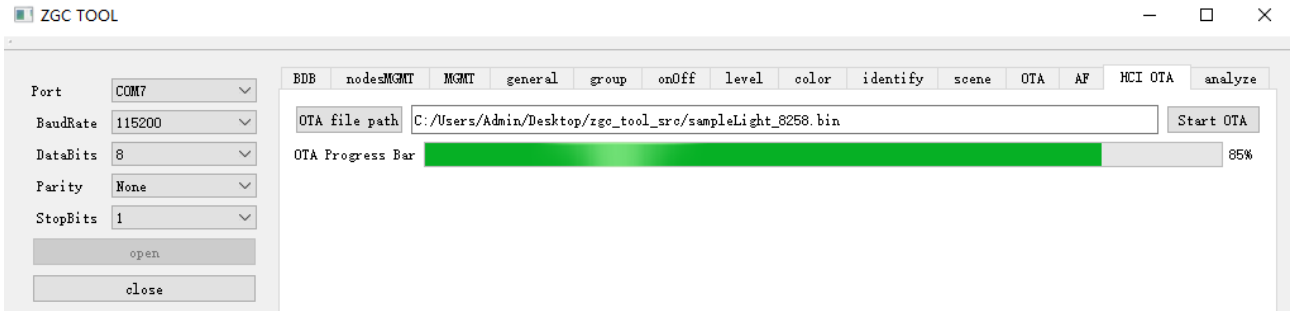 ZGC TOOL
BDB nodesMGMT MGMT general group onOff level color identify scene OTA AF HCI OTA analyze
Port COM7
BaudRate 115200
DataBits 8
Parity None
StopBits 1
open
close
OTA file path C:/Users/Admin/Desktop/zgc_tool_src/sampleLight_8258.bin Start OTA
OTA Progress Bar 85%